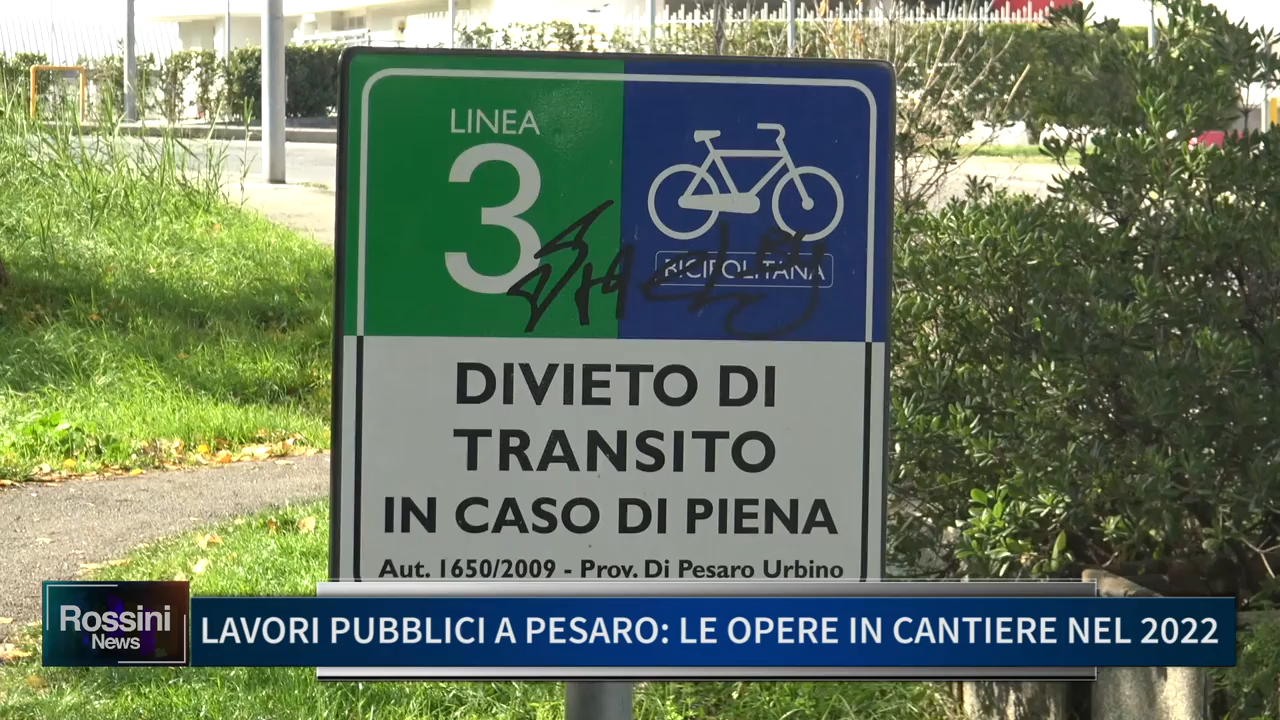 LINEA
3
BICIPOLITANA
DIVIETO DI
TRANSITO
IN CASO DI PIENA
Aut. 1650/2009 - Prov. Di Pesaro Urbino
Rossini
News
LAVORI PUBBLICI A PESARO: LE OPERE IN CANTIERE NEL 2022